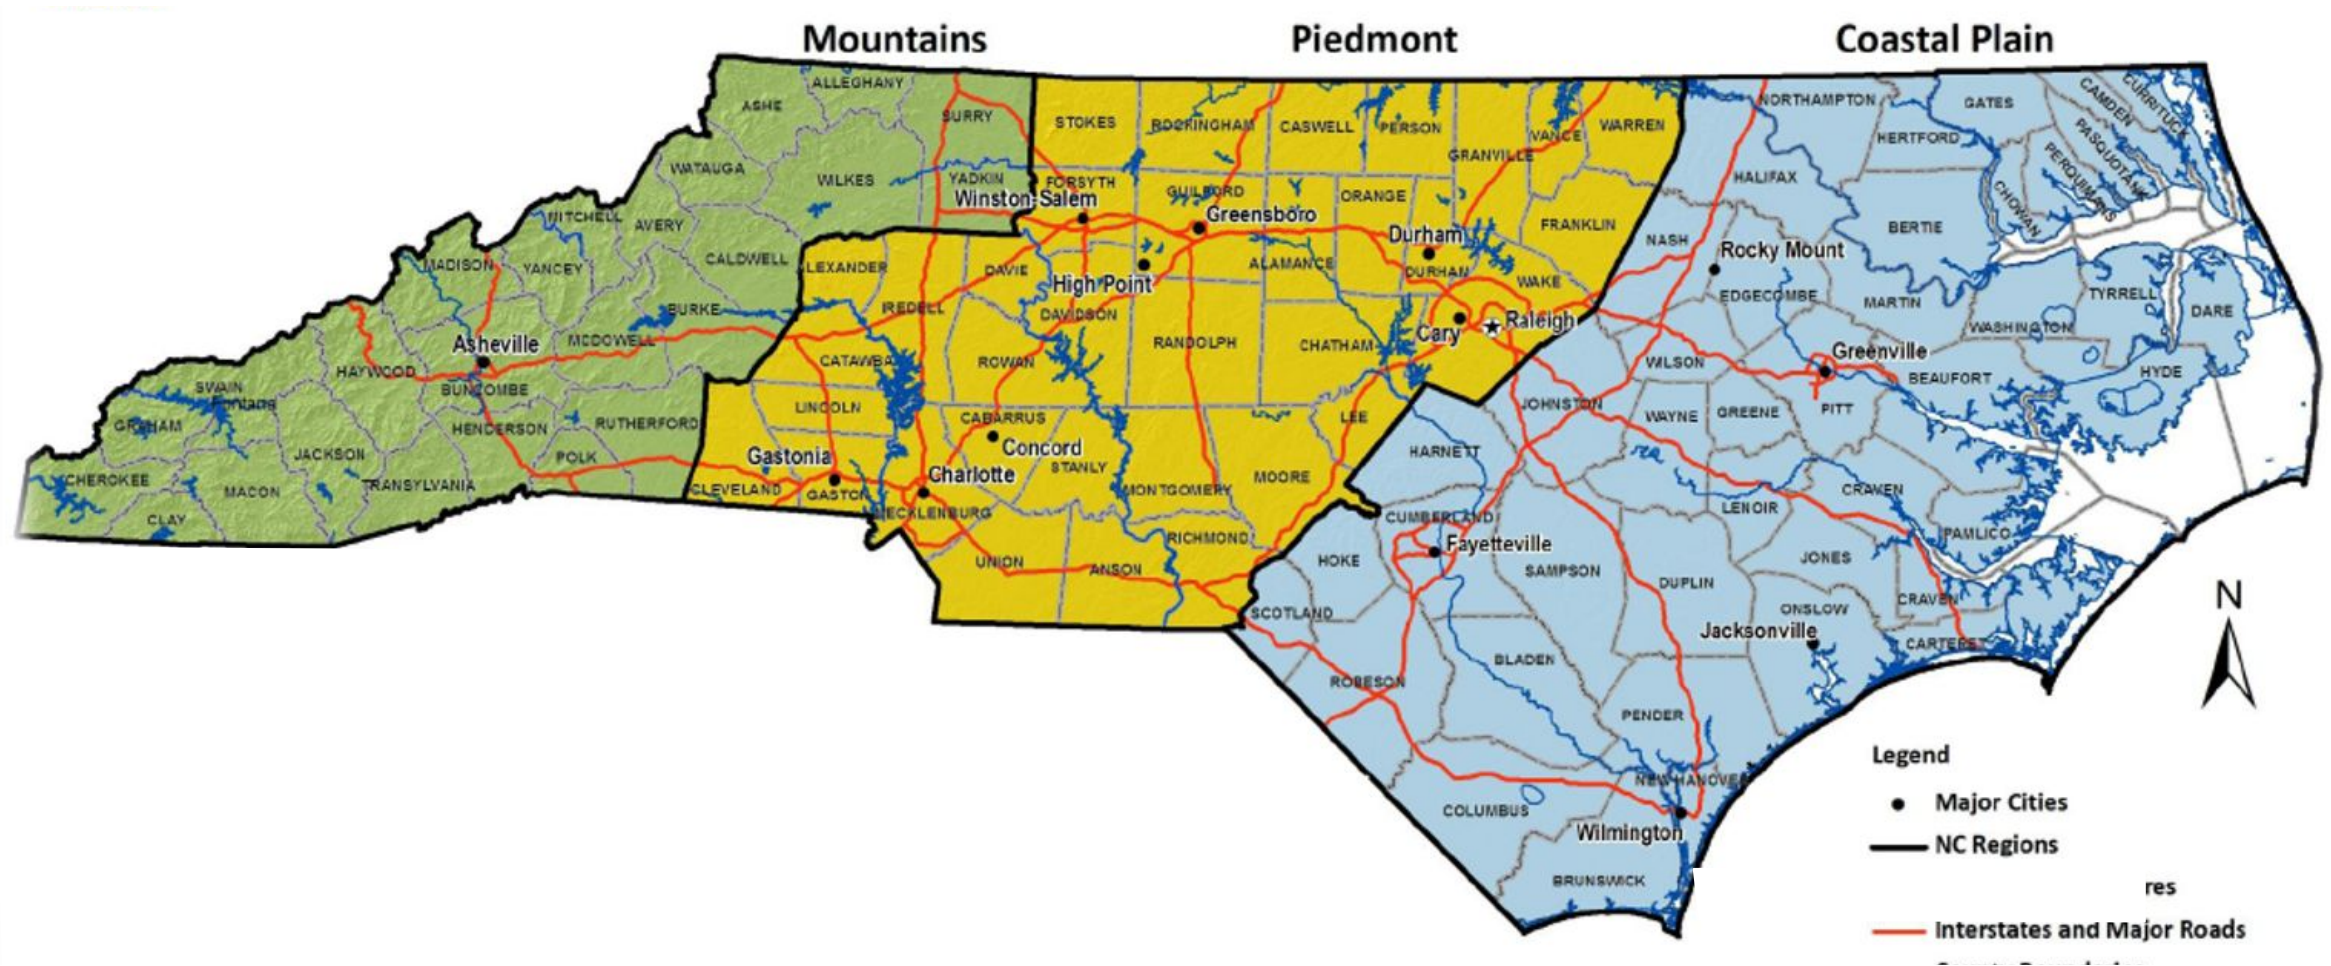 Mountains
Piedmont
Coastal Plain
ALLEGHANY
ASHE
SURRY
STOKES
ROCKINGHAM
CASWELL
PERSON
VANCE
WARREN
GRANVILLE
NORTHAMPTON
GATES
CAMDEN
CURRITUCK
HERTFORD
PASQUOTANK
PERQUIMANS
CHOWAN
WATAUGA
WILKES
YADKIN
FORSYTH
Winston-Salem
GUILFORD
Greensboro
ORANGE
HALIFAX
BERTIE
MITCHELL
AVERY
FRANKLIN
Durham
NASH
Rocky Mount
MADISON
YANCEY
CALDWELL
LEXANDER
DAVIE
High Point
ALAMANCE
DURHAM
WAKE
EDGECOMBE
MARTIN
TYRRELL
DARE
BURKE
IREDELL
DAVIDSON
Cary
Raleigh
WASHINGTON
Asheville
MCDOWELL
CATAWBA
ROWAN
RANDOLPH
CHATHAM
WILSON
Greenville
BEAUFORT
HYDE
HAYWOOD
SWAIN
Fontana
BUNCOMBE
GRAHAM
HENDERSON
RUTHERFORD
LINCOLN
CABARRUS
Concord
LEE
JOHNSTON
WAYNE
GREENE
PITT
JACKSON
POLK
Gastonia
Charlotte
STANLY
HARNETT
CHEROKEE
MACON
TRANSYLVANIA
CLEVELAND
GASTON
MONTGOMERY
MOORE
CRAVEN
CLAY
ECKLENBURG
RICHMOND
CUMBERLAND
LENOIR
PAMLICO
UNION
ANSON
HOKE
Fayetteville
SAMPSON
DUPLIN
JONES
SCOTLAND
ONSLOW
CRAVEN
Jacksonville
CARTERET
N
BLADEN
ROBESON
PENDER
NEW HANOVER
COLUMBUS
Wilmington
BRUNSWICK
Legend
Major Cities
NC Regions
res
Interstates and Major Roads